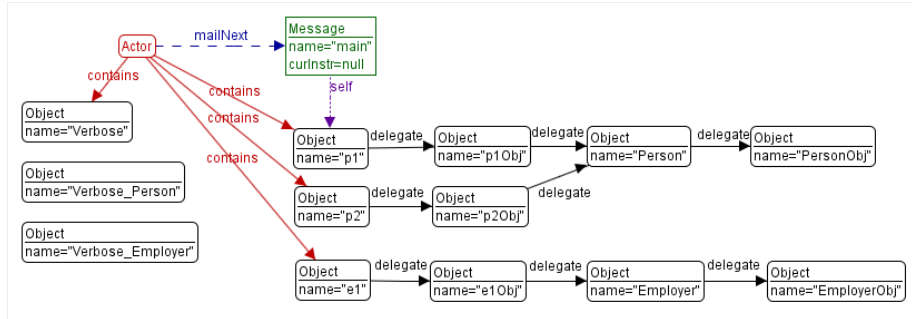 Message
mailNext
Actor
name="main"
curInstr=null
contains
self
contains
Object
name="Verbose"
contains
Object
name="p1"
delegate
Object
name="p1Obj"
delegate
Object
name="Person"
delegate
Object
name="PersonObj"
contains
Object
name="Verbose_Person"
Object
name="p2"
delegate
Object
name="p2Obj"
delegate
Object
name="Verbose_Employer"
Object
name="e1"
delegate
Object
name="e1Obj"
delegate
Object
name="Employer"
delegate
Object
name="EmployerObj"